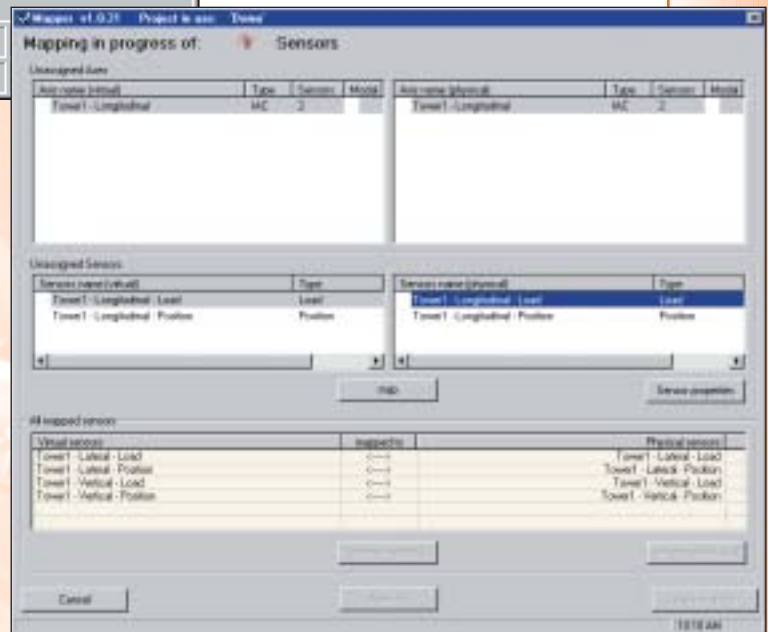 Mapper v1.0.21 Project in use: 'Demo'
Mapping in progress of: Sensors
Unassigned Axes
Axis name (virtual) Type Sensors Modal
Tower1 - Longitudinal 2
Axis name (physical) Type Sensors Modal
Tower1 - Longitudinal 2
Unassigned Sensors
Sensors name (virtual) Type
Tower1 - Longitudinal - Load Load
Tower1 - Longitudinal - Position Position
Sensors name (physical) Type
Tower1 - Longitudinal - Load Load
Tower1 - Longitudinal - Position Position
Sensor properties
All mapped sensors
Virtual sensors mapped to Physical sensors
Tower1 - Lateral - Load <----> Tower1 - Lateral - Load
Tower1 - Lateral - Position <----> Tower1 - Lateral - Position
Tower1 - Vertical - Load <----> Tower1 - Vertical - Load
Tower1 - Vertical - Position <----> Tower1 - Vertical - Position
Cancel
10:10 AM